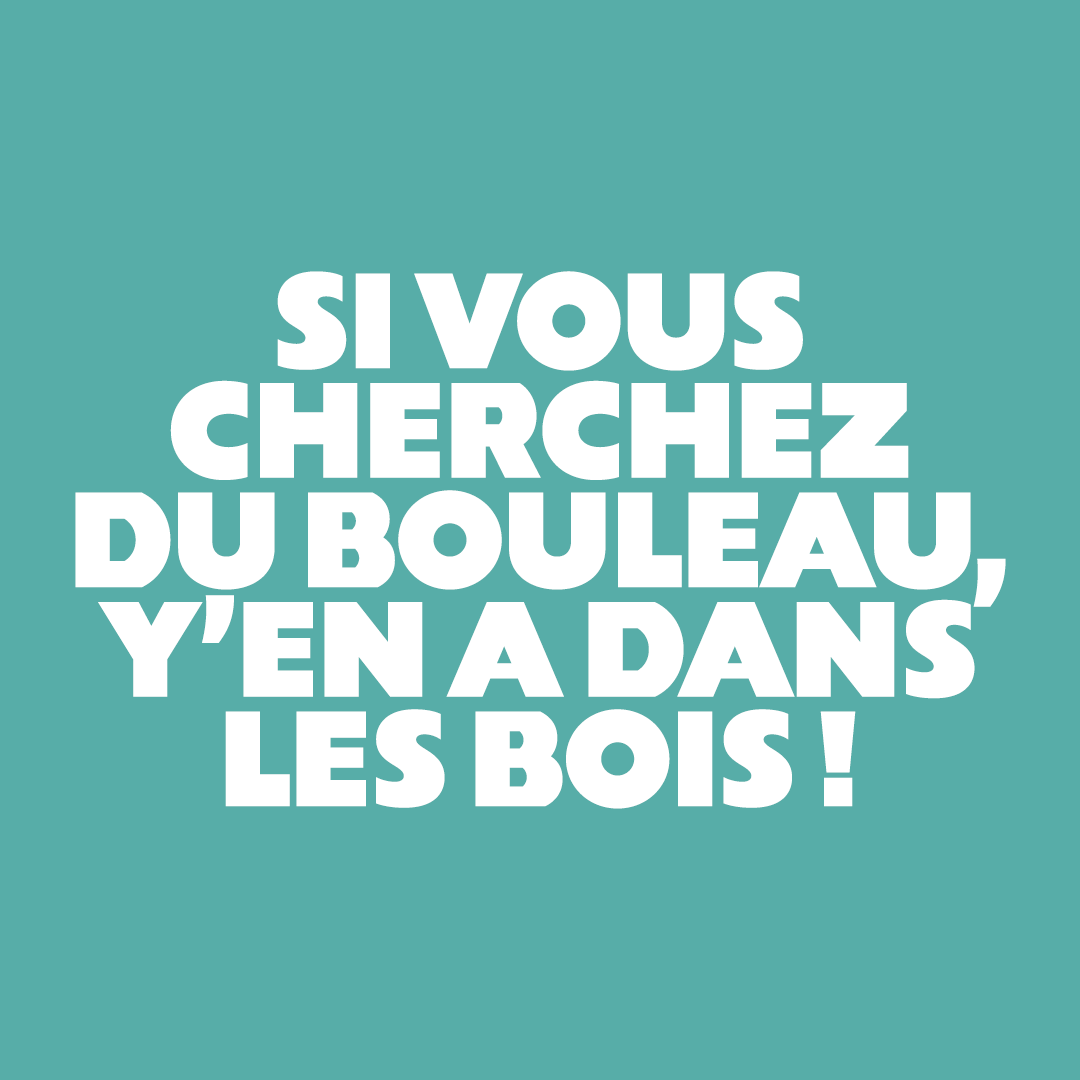 SI VOUS
CHERCHEZ
DU BOULEAU,
Y’EN A DANS
LES BOIS !